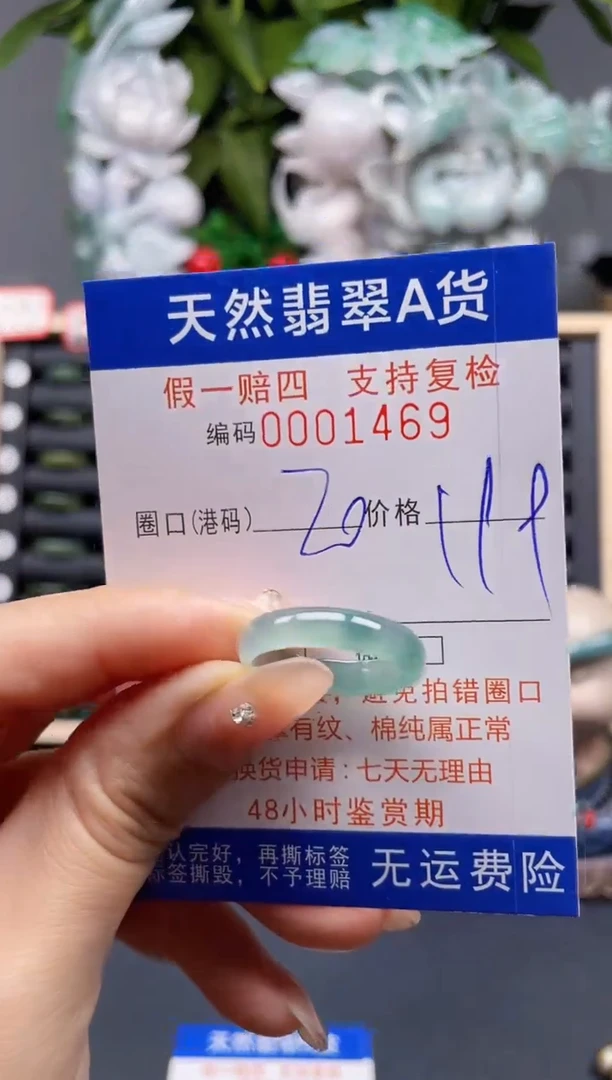 天然翡翠A货
假一赔四 支持复检
编码0001469
圈口(港码) 20 价格
避免拍错圈口
有纹、棉纯属正常
换货申请:七天无理由
48小时鉴赏期
认完好,再撕标签
标签撕毁,不予理赔
无运费险
天然翡翠